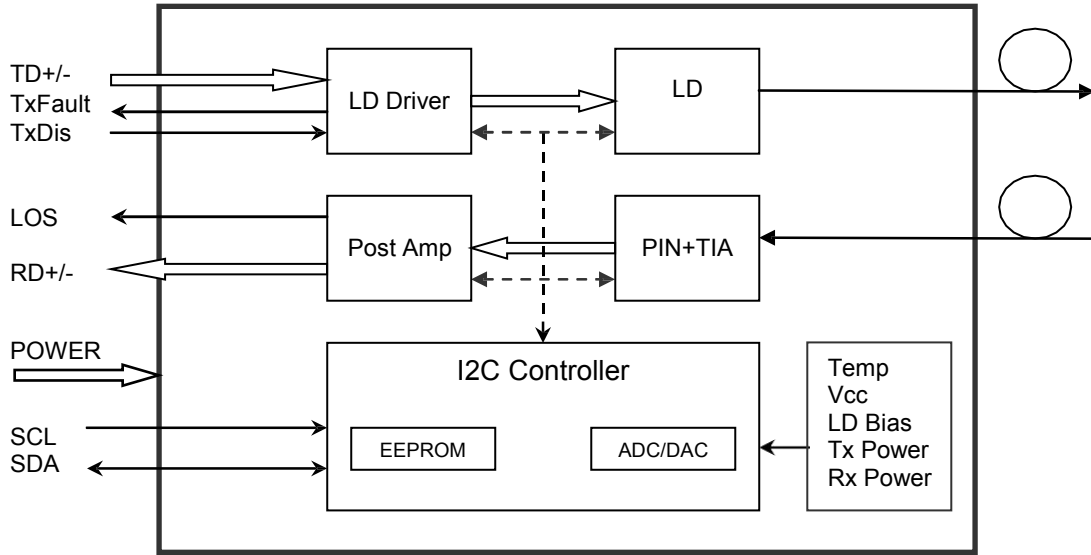 TD+/-
TxFault
TxDis
LD Driver
LD
LOS
RD+/-
Post Amp
PIN+TIA
POWER
SCL
SDA
I2C Controller
EEPROM
ADC/DAC
Temp
Vcc
LD Bias
Tx Power
Rx Power